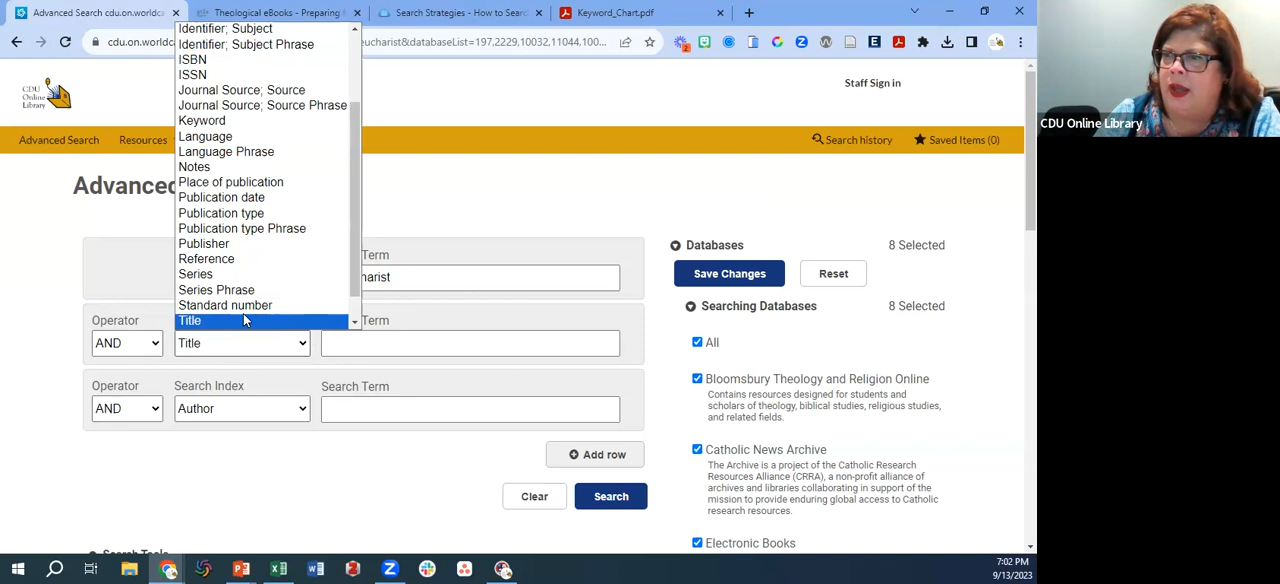 Advanced Search cdu.on.worldca
Theological eBooks - Preparing f
Search Strategies - How to Sear
Keyword_Chart.pdf
cdu.on.worldca
eucharist&databaseList=197,2229,10032,11044,100...
CDU
Online
Library
Staff Sign in
Advanced Search
Resources
Search history
Saved Items (0)
Advanced
Identifier; Subject
Identifier; Subject Phrase
ISBN
ISSN
Journal Source; Source
Journal Source; Source Phrase
Keyword
Language
Language Phrase
Notes
Place of publication
Publication date
Publication type
Publication type Phrase
Publisher
Reference
Series
Series Phrase
Standard number
Title
Term
harist
Operator
Term
AND
Title
Operator
Search Index
Search Term
AND
Author
Add row
Clear
Search
Search Tools
Databases
8 Selected
Save Changes
Reset
Searching Databases
8 Selected
All
Bloomsbury Theology and Religion Online
Contains resources designed for students and
scholars of theology, biblical studies, religious studies,
and related fields.
Catholic News Archive
The Archive is a project of the Catholic Research
Resources Alliance (CRRA), a non-profit alliance of
archives and libraries collaborating in support of the
mission to provide enduring global access to Catholic
research resources.
Electronic Books
CDU Online Library
7:02 PM
9/13/2023